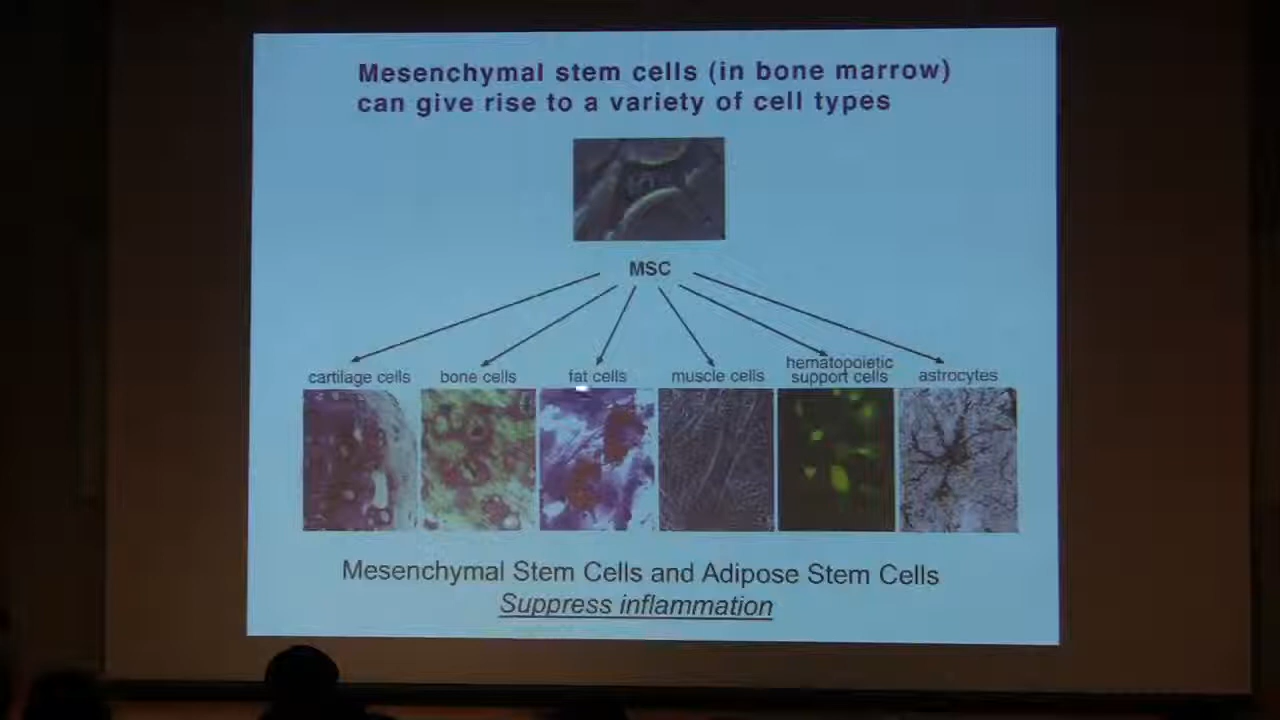 Mesenchymal stem cells (in bone marrow)
can give rise to a variety of cell types
MSC
cartilage cells
bone cells
fat cells
muscle cells
hematopoietic
support cells
astrocytes
Mesenchymal Stem Cells and Adipose Stem Cells
Suppress inflammation